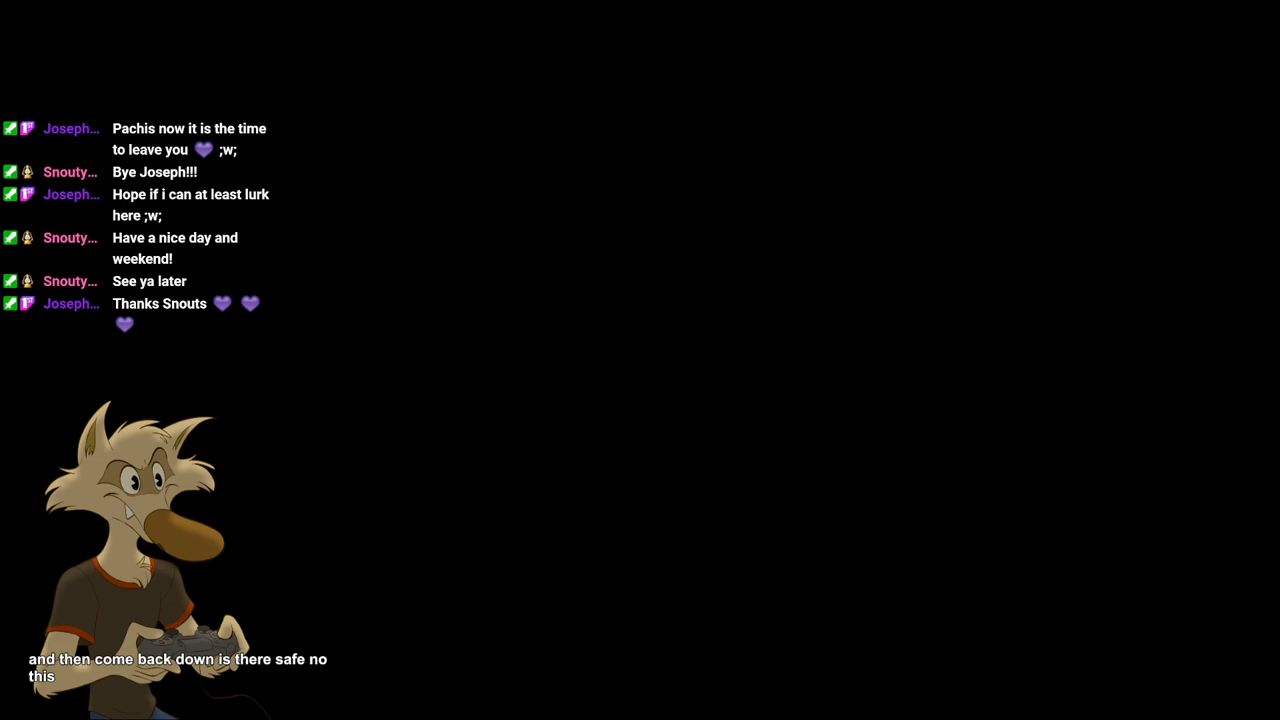 Joseph... Pachis now it is the time
to leave you 💜 ;w;
Snouty... Bye Joseph!!!
Joseph... Hope if i can at least lurk
here ;w;
Snouty... Have a nice day and
weekend!
Snouty... See ya later
Joseph... Thanks Snouts 💜 💜
💜
and then come back down is there safe no
this